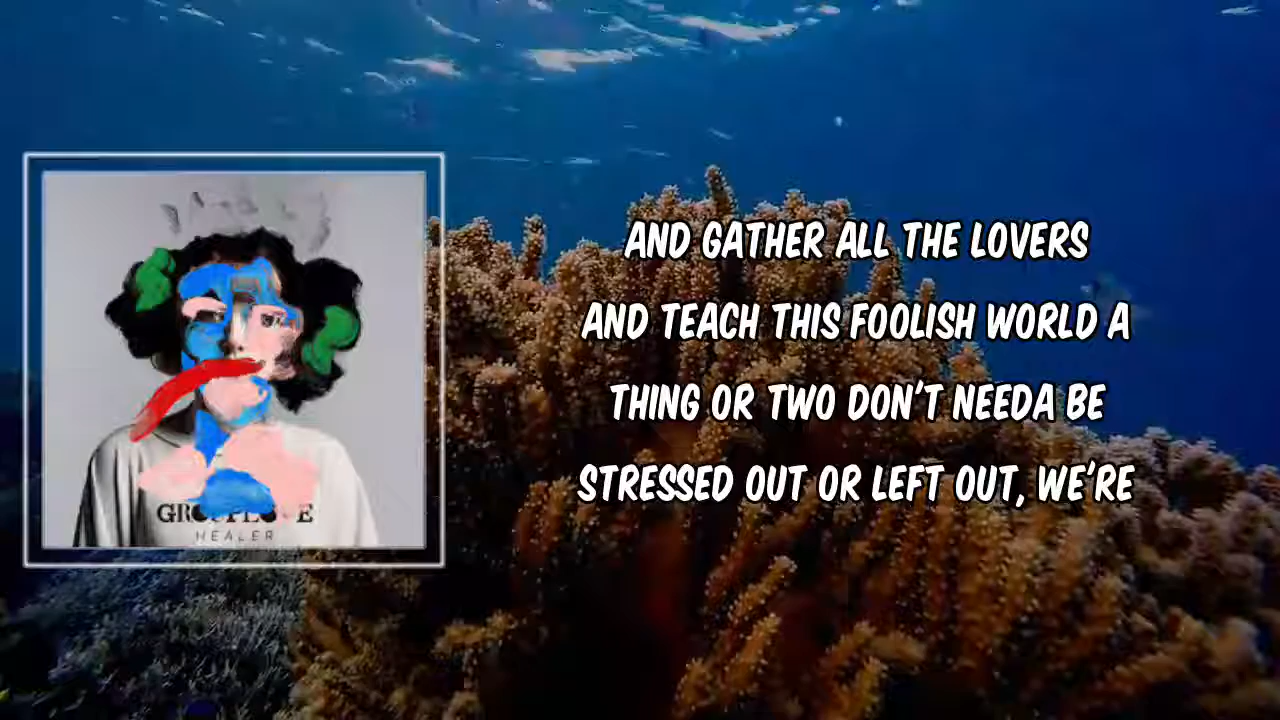 GROUPLOVE
HEALER
AND GATHER ALL THE LOVERS
AND TEACH THIS FOOLISH WORLD A
THING OR TWO DON'T NEEDA BE
STRESSED OUT OR LEFT OUT, WE'RE